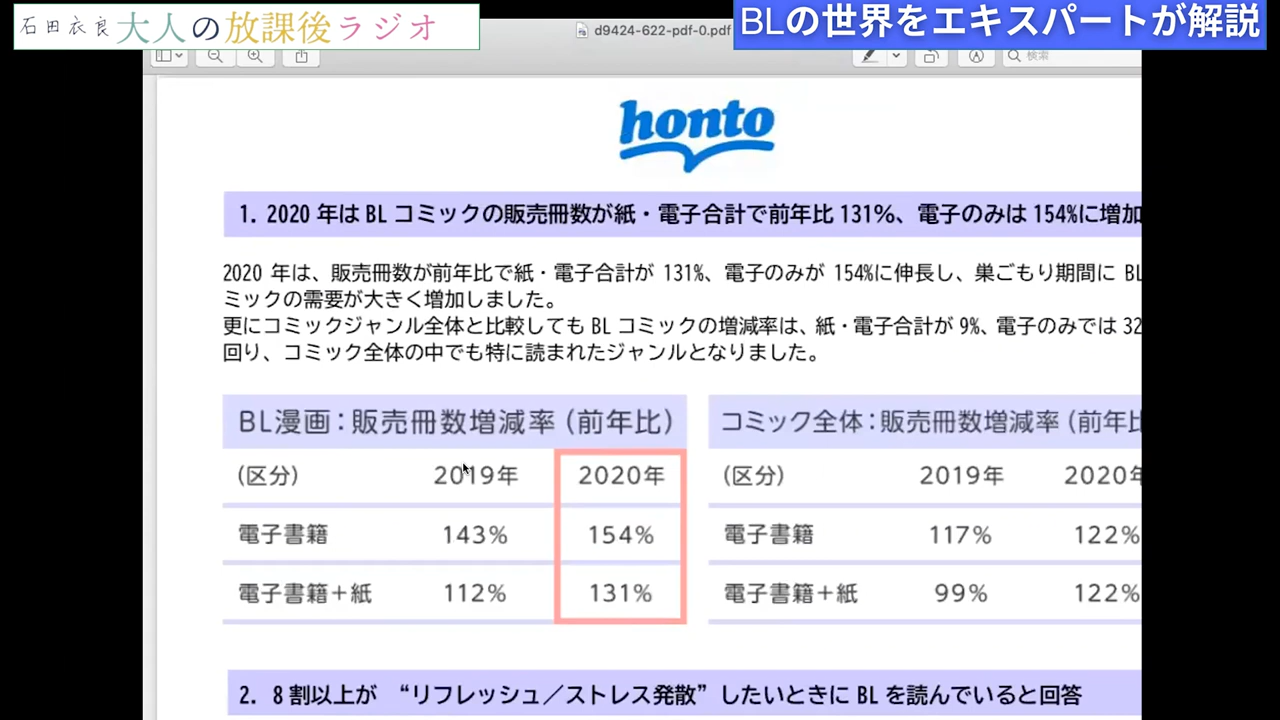 石田衣良 大人の放課後ラジオ
BLの世界をエキスパートが解説
d9424-622-pdf-0.pdf
検索
honto
1. 2020 年は BL コミックの販売冊数が紙・電子合計で前年比 131%、電子のみは 154%に増加
2020 年は、販売冊数が前年比で紙・電子合計が 131%、電子のみが 154%に伸長し、巣ごもり期間に BL
ミックの需要が大きく増加しました。
更にコミックジャンル全体と比較しても BL コミックの増減率は、紙・電子合計が 9%、電子のみでは 32
回り、コミック全体の中でも特に読まれたジャンルとなりました。
BL漫画：販売冊数増減率（前年比）
(区分) 2019年 2020年
電子書籍 143% 154%
電子書籍＋紙 112% 131%
コミック全体：販売冊数増減率（前年比
(区分) 2019年 2020年
電子書籍 117% 122%
電子書籍＋紙 99% 122%
2. 8 割以上が “リフレッシュ／ストレス発散” したいときに BL を読んでいると回答